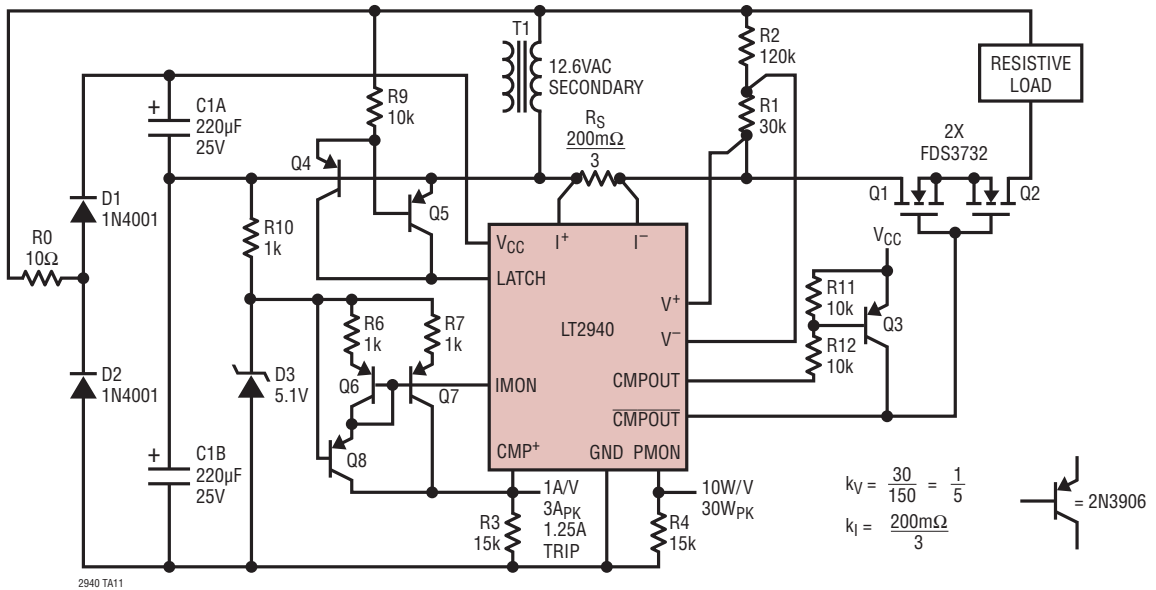 T1
12.6VAC
SECONDARY
R2
120k
RESISTIVE
LOAD
+
C1A
220µF
25V
R9
10k
R1
30k
RS
200mΩ
3
2X
FDS3732
Q4
Q5
Q1
Q2
D1
1N4001
R0
10Ω
R10
1k
VCC
I+
I−
LATCH
VCC
R11
10k
V+
V−
LT2940
Q3
R6
1k
R7
1k
R12
10k
D2
1N4001
D3
5.1V
Q6
Q7
IMON
CMPOUT
CMPOUT
+
C1B
220µF
25V
Q8
CMP+
GND
PMON
1A/V
3APK
1.25A
TRIP
10W/V
30WPK
R3
15k
R4
15k
kV = 30/150 = 1/5
kI = 200mΩ/3
= 2N3906
2940 TA11